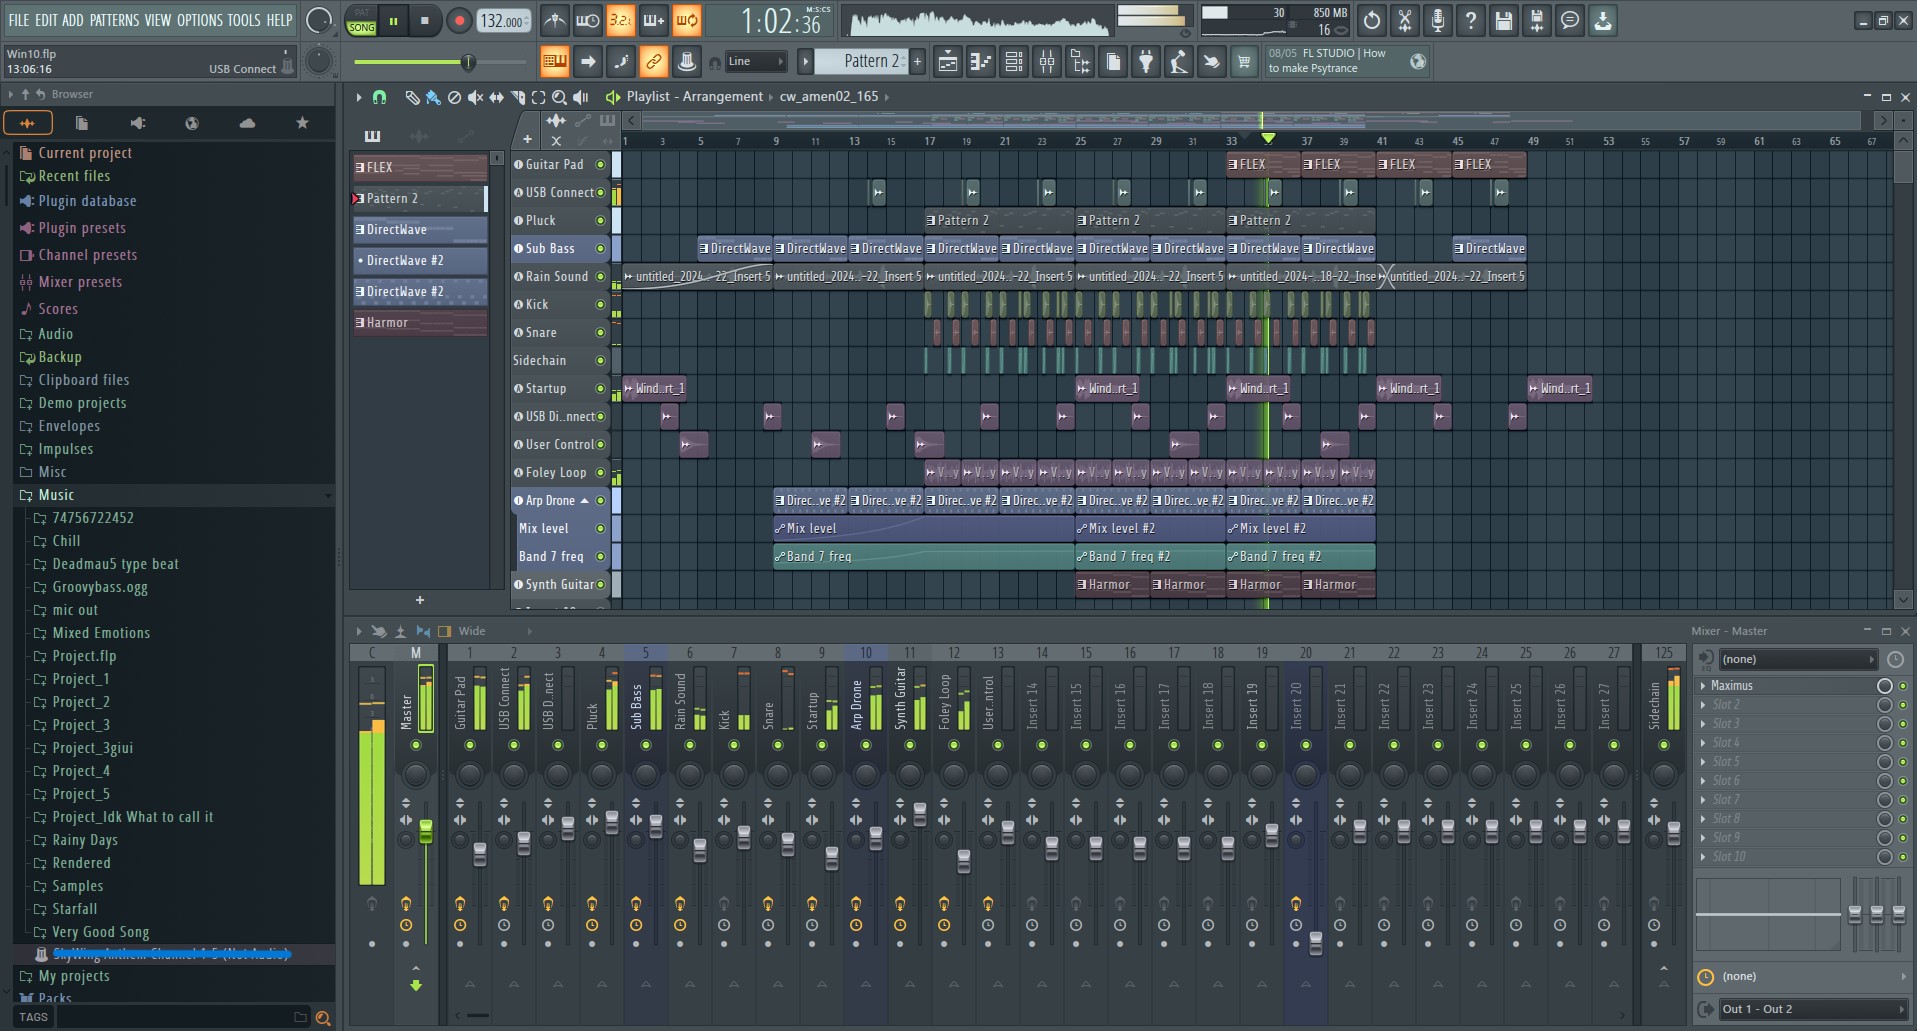 FILE EDIT ADD PATTERNS VIEW OPTIONS TOOLS HELP
PAT
SONG
132.000
3.2.
1:02:36
M:S:CS
30
850 MB
16
Win10.flp
13:06:16
USB Connect
Line
Pattern 2
08/05 FL STUDIO | How
to make Psytrance
Browser
Playlist - Arrangement
cw_amen02_165
Current project
Recent files
Plugin database
Plugin presets
Channel presets
Mixer presets
Scores
Audio
Backup
Clipboard files
Demo projects
Envelopes
Impulses
Misc
Music
74756722452
Chill
Deadmau5 type beat
Groovybass.ogg
mic out
Mixed Emotions
Project.flp
Project_1
Project_2
Project_3
Project_3giui
Project_4
Project_5
Project_Idk What to call it
Rainy Days
Rendered
Samples
Starfall
Very Good Song
My projects
Packs
TAGS
FLEX
Pattern 2
DirectWave
DirectWave #2
DirectWave #2
Harmor
1 3 5 7 9 11 13 15 17 19 21 23 25 27 29 31 33 37 39 41 43 45 47 49 51 53 55 57 59 61 63 65 67
Guitar Pad FLEX FLEX FLEX FLEX
USB Connect
Pluck Pattern 2 Pattern 2 Pattern 2
Sub Bass DirectWave DirectWave DirectWave DirectWave DirectWave DirectWave DirectWave DirectWave DirectWave DirectWave
Rain Sound untitled_2024..-22_Insert 5 untitled_2024..-22_Insert 5 untitled_2024..-22_Insert 5 untitled_2024..-22_Insert 5 untitled_2024..-18-22_Inse untitled_2024..-22_Insert 5
Kick
Snare
Sidechain
Startup Wind..rt_1 Wind..rt_1 Wind..rt_1 Wind..rt_1 Wind..rt_1
USB Di..nnect
User Control
Foley Loop V...y V...y V...y V...y V...y V...y V...y V...y V...y V...y V...y V...y
Arp Drone Direc..ve #2 Direc..ve #2 Direc..ve #2 Direc..ve #2 Direc..ve #2 Direc..ve #2 Direc..ve #2 Direc..ve #2
Mix level Mix level Mix level #2 Mix level #2
Band 7 freq Band 7 freq Band 7 freq #2 Band 7 freq #2
Synth Guitar Harmor Harmor Harmor Harmor
Wide
Mixer - Master
C M 1 2 3 4 5 6 7 8 9 10 11 12 13 14 15 16 17 18 19 20 21 22 23 24 25 26 27 125
Master
Guitar Pad
USB Connect
USB D..nect
Pluck
Sub Bass
Rain Sound
Kick
Snare
Startup
Arp Drone
Synth Guitar
Foley Loop
User..ntrol
Insert 14
Insert 15
Insert 16
Insert 17
Insert 18
Insert 19
Insert 20
Insert 21
Insert 22
Insert 23
Insert 24
Insert 25
Insert 26
Insert 27
Sidechain
(none)
Maximus
Slot 2
Slot 3
Slot 4
Slot 5
Slot 6
Slot 7
Slot 8
Slot 9
Slot 10
(none)
Out 1 - Out 2